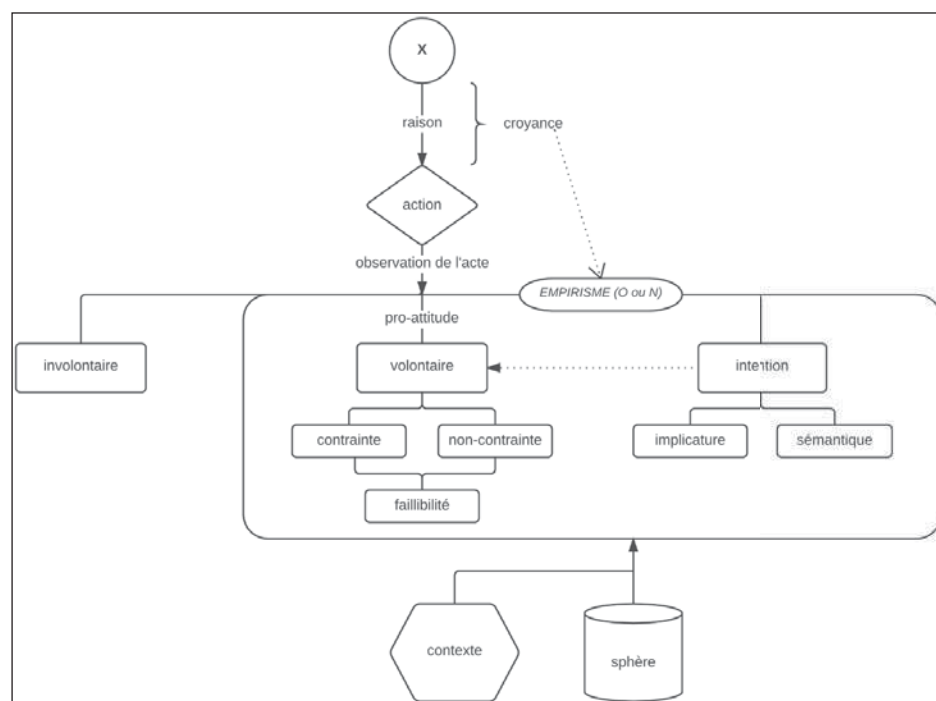 X
raison
croyance
action
observation de l'acte
EMPIRISME (O ou N)
pro-attitude
involontaire
volontaire
intention
contrainte
non-contrainte
implicature
sémantique
faillibilité
contexte
sphère